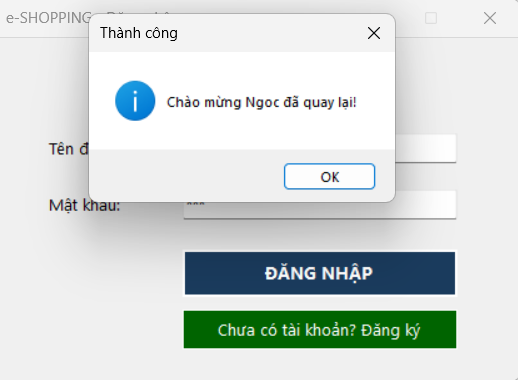 e-SHOPPING
Thành công
Chào mừng Ngoc đã quay lại!
OK
Tên
Mật khẩu:
***
ĐĂNG NHẬP
Chưa có tài khoản? Đăng ký